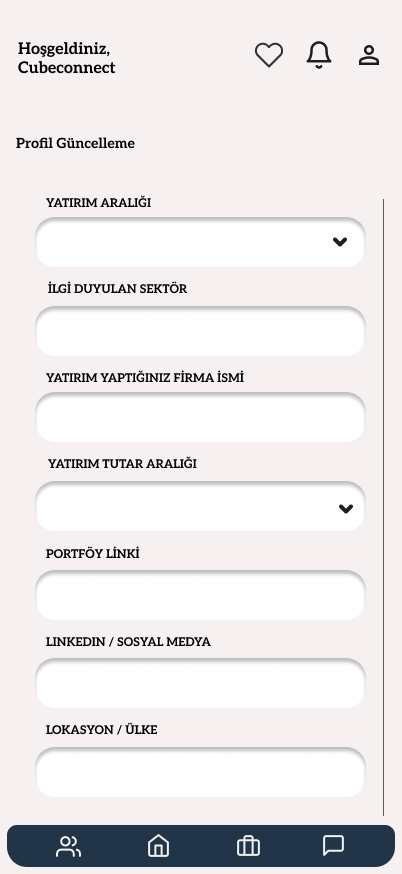 Hoşgeldiniz,
Cubeconnect
Profil Güncelleme
YATIRIM ARALIĞI
İLGİ DUYULAN SEKTÖR
YATIRIM YAPTIĞINIZ FİRMA İSMİ
YATIRIM TUTAR ARALIĞI
PORTFÖY LİNKİ
LINKEDIN / SOSYAL MEDYA
LOKASYON / ÜLKE